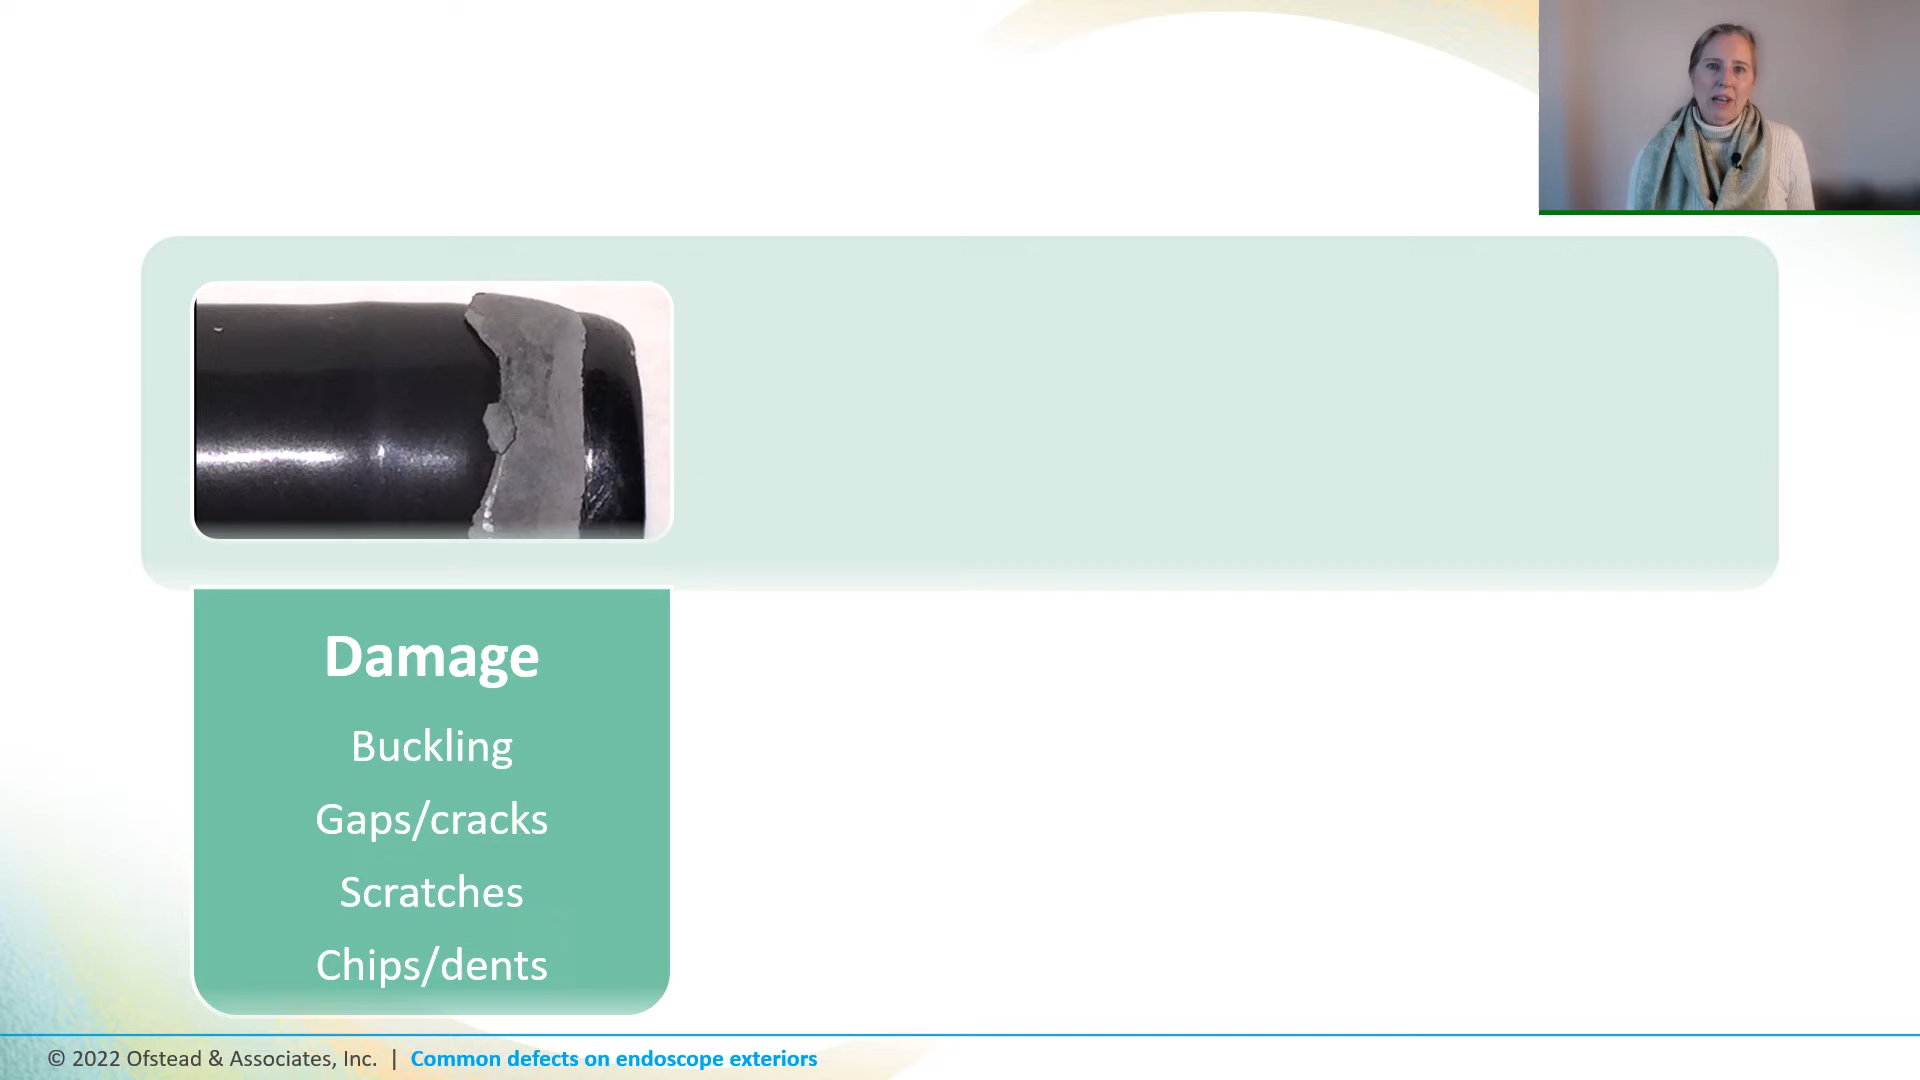 Damage
Buckling
Gaps/cracks
Scratches
Chips/dents
© 2022 Ofstead & Associates, Inc. | Common defects on endoscope exteriors